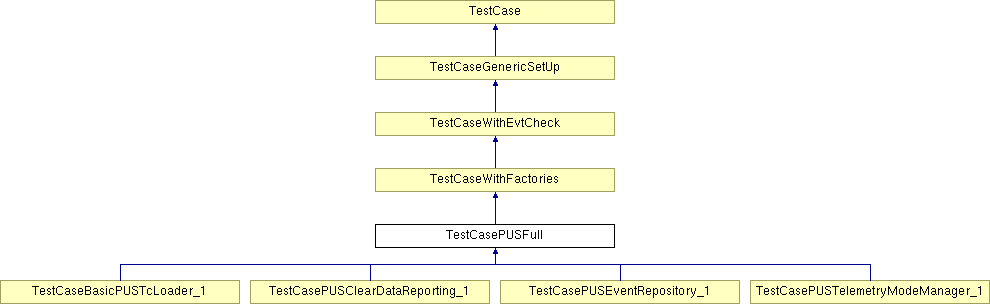 TestCase
TestCaseGenericSetUp
TestCaseWithEvtCheck
TestCaseWithFactories
TestCasePUSFull
TestCaseBasicPUSTcLoader_1
TestCasePUSClearDataReporting_1
TestCasePUSEventRepository_1
TestCasePUSTelemetryModeManager_1